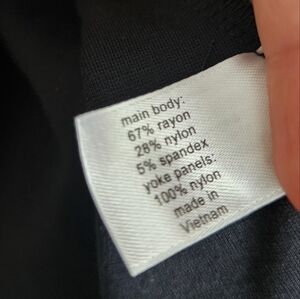 main body:
67% rayon
28% nylon
5% spandex
yoke panels:
100% nylon
made in
Vietnam